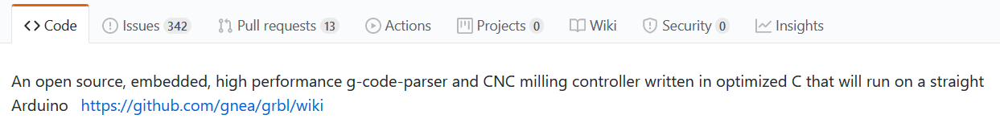 Code Issues 342 Pull requests 13 Actions Projects 0 Wiki Security 0 Insights
An open source, embedded, high performance g-code-parser and CNC milling controller written in optimized C that will run on a straight
Arduino https://github.com/gnea/grbl/wiki